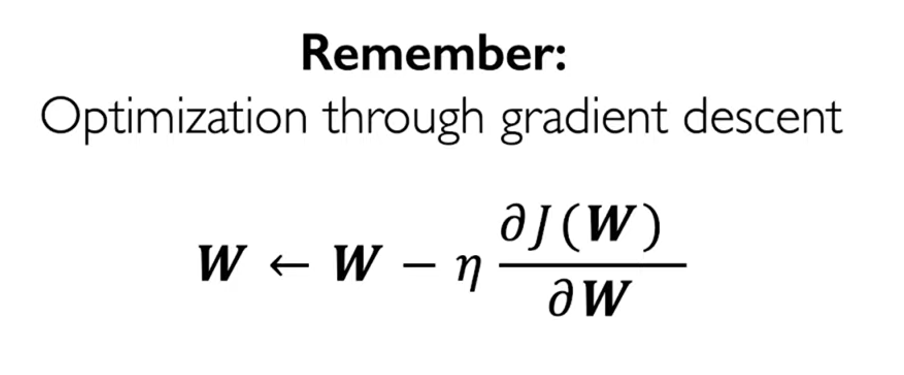 Remember:
Optimization through gradient descent
W ← W − η ∂J(W)/∂W